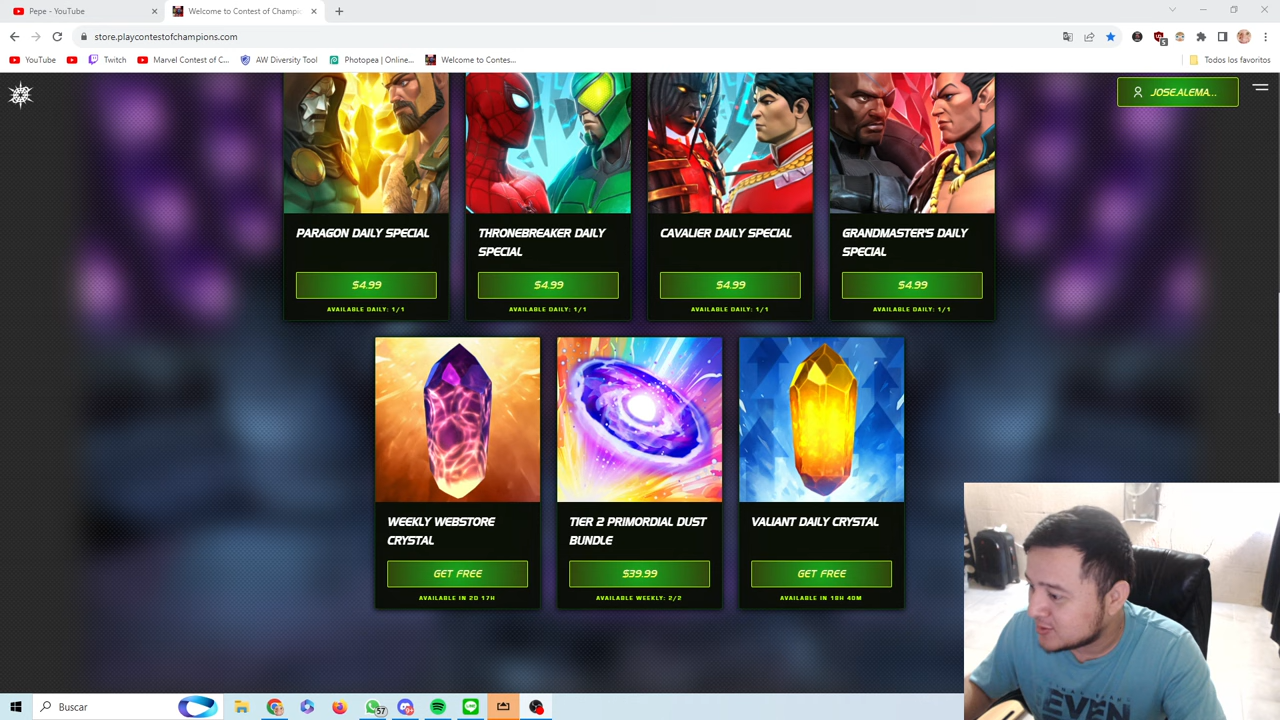 Pepe - YouTube
Welcome to Contest of Champi
store.playcontestofchampions.com
5
YouTube
Twitch
Marvel Contest of C...
AW Diversity Tool
Photopea | Online...
Welcome to Contes...
Todos los favoritos
JOSE.ALEMA...
PARAGON DAILY SPECIAL
$4.99
AVAILABLE DAILY: 1/1
THRONEBREAKER DAILY
SPECIAL
$4.99
AVAILABLE DAILY: 1/1
CAVALIER DAILY SPECIAL
$4.99
AVAILABLE DAILY: 1/1
GRANDMASTER'S DAILY
SPECIAL
$4.99
AVAILABLE DAILY: 1/1
WEEKLY WEBSTORE
CRYSTAL
GET FREE
AVAILABLE IN 2D 17H
TIER 2 PRIMORDIAL DUST
BUNDLE
$39.99
AVAILABLE WEEKLY: 2/2
VALIANT DAILY CRYSTAL
GET FREE
AVAILABLE IN 18H 40M
EVEN
Buscar
57